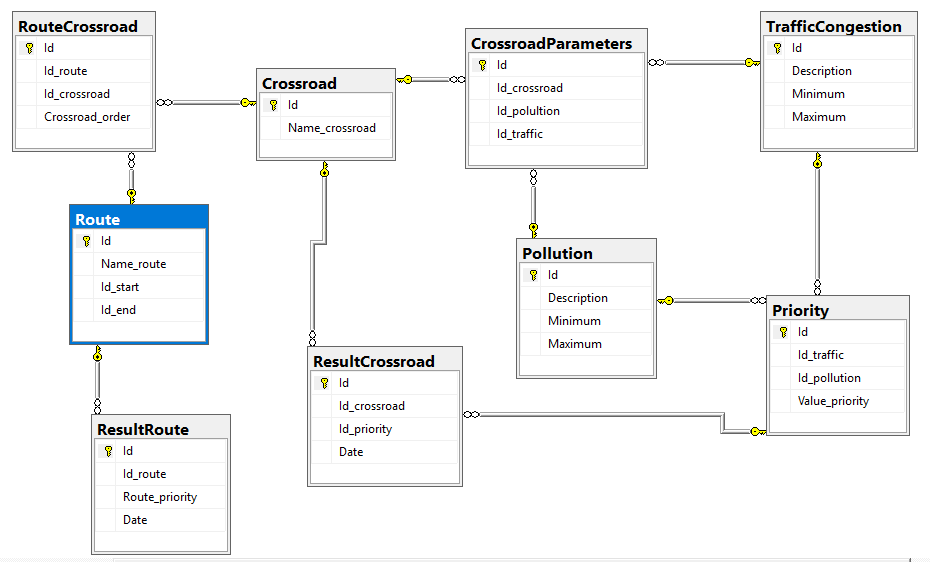 RouteCrossroad
Id
Id_route
Id_crossroad
Crossroad_order
Crossroad
Id
Name_crossroad
CrossroadParameters
Id
Id_crossroad
Id_polultion
Id_traffic
TrafficCongestion
Id
Description
Minimum
Maximum
Route
Id
Name_route
Id_start
Id_end
Pollution
Id
Description
Minimum
Maximum
Priority
Id
Id_traffic
Id_pollution
Value_priority
ResultCrossroad
Id
Id_crossroad
Id_priority
Date
ResultRoute
Id
Id_route
Route_priority
Date